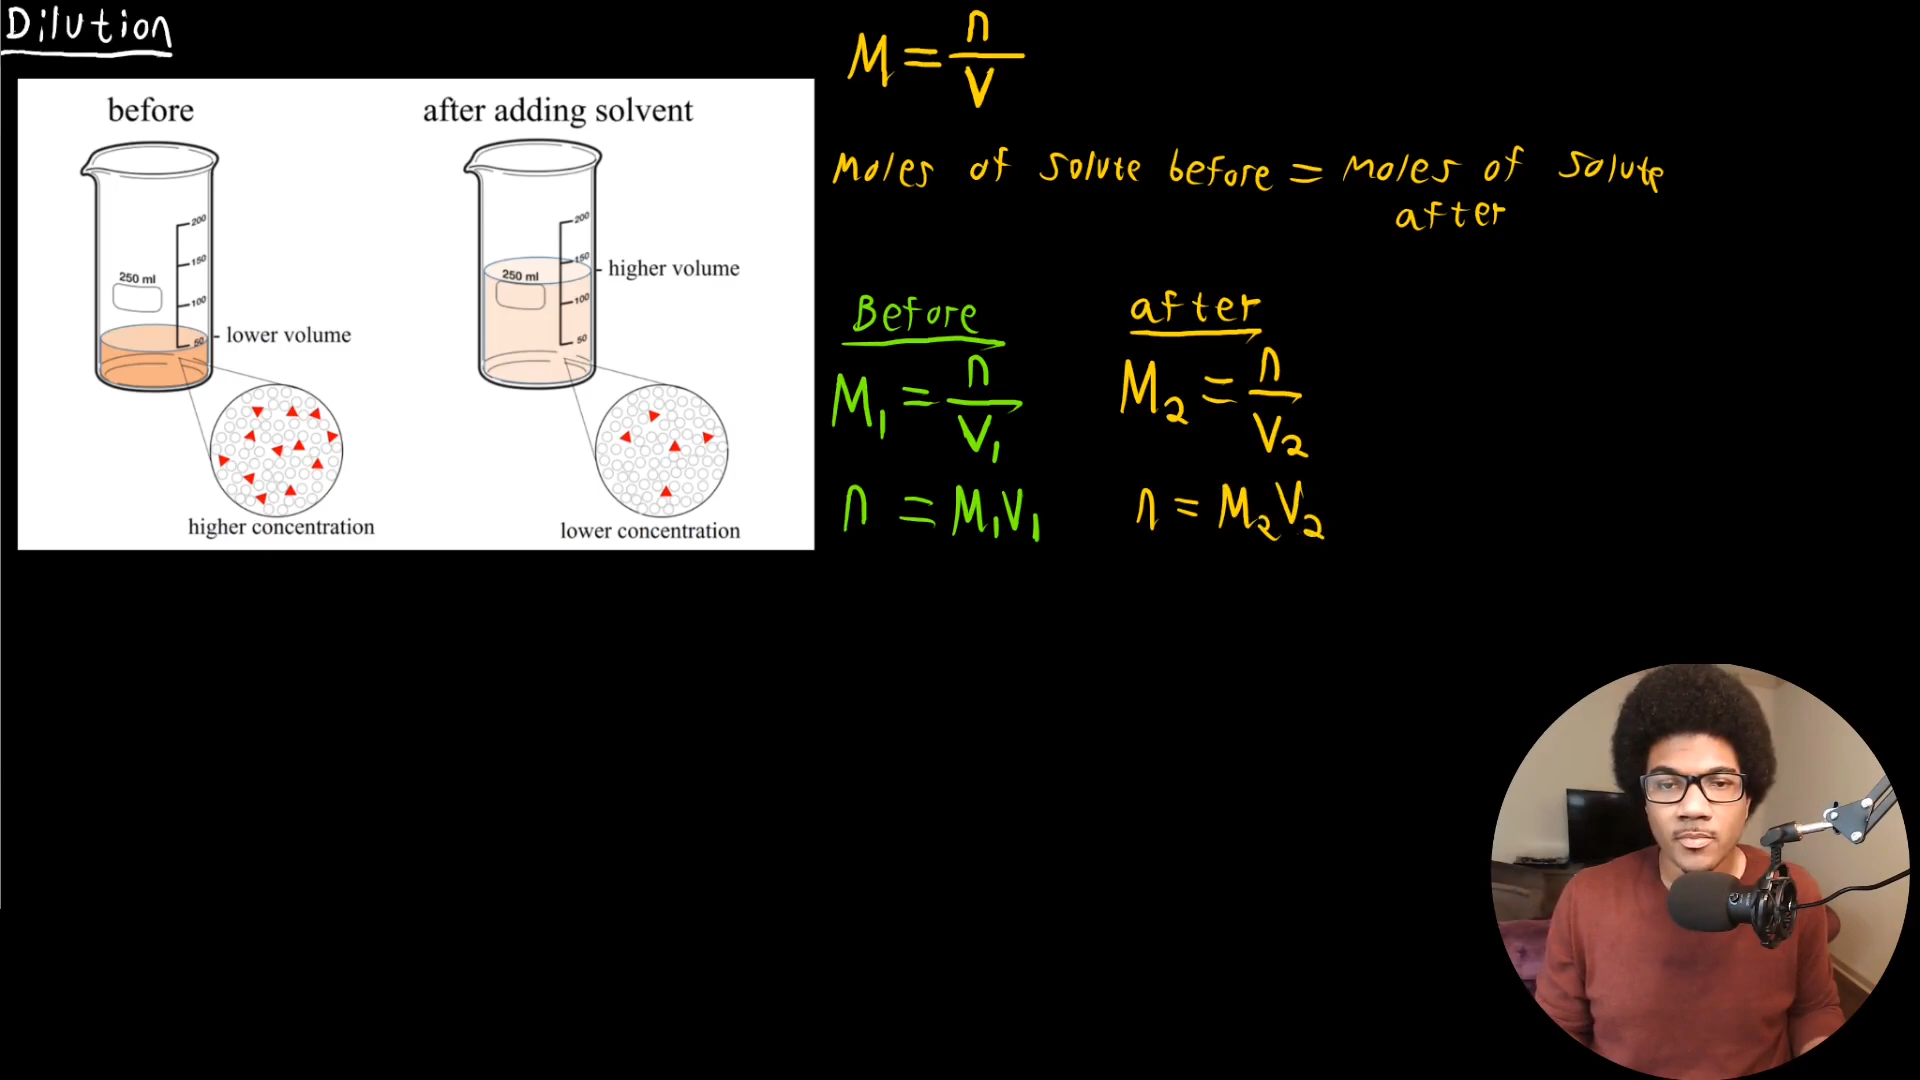 Dilution
before
after adding solvent
200
150
250 ml
100
50
lower volume
higher concentration
200
150
250 ml
100
50
higher volume
lower concentration
M = n/V
Moles of solute before = Moles of solute
after
Before
M₁ = n/V₁
n = M₁V₁
after
M₂ = n/V₂
n = M₂V₂